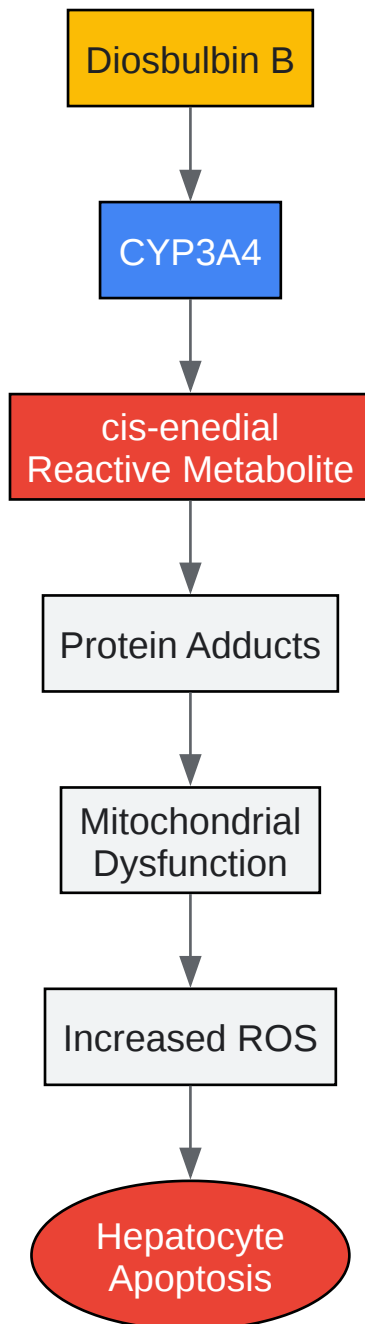 Diosbulbin B
CYP3A4
cis-enedial
Reactive Metabolite
Protein Adducts
Mitochondrial
Dysfunction
Increased ROS
Hepatocyte
Apoptosis